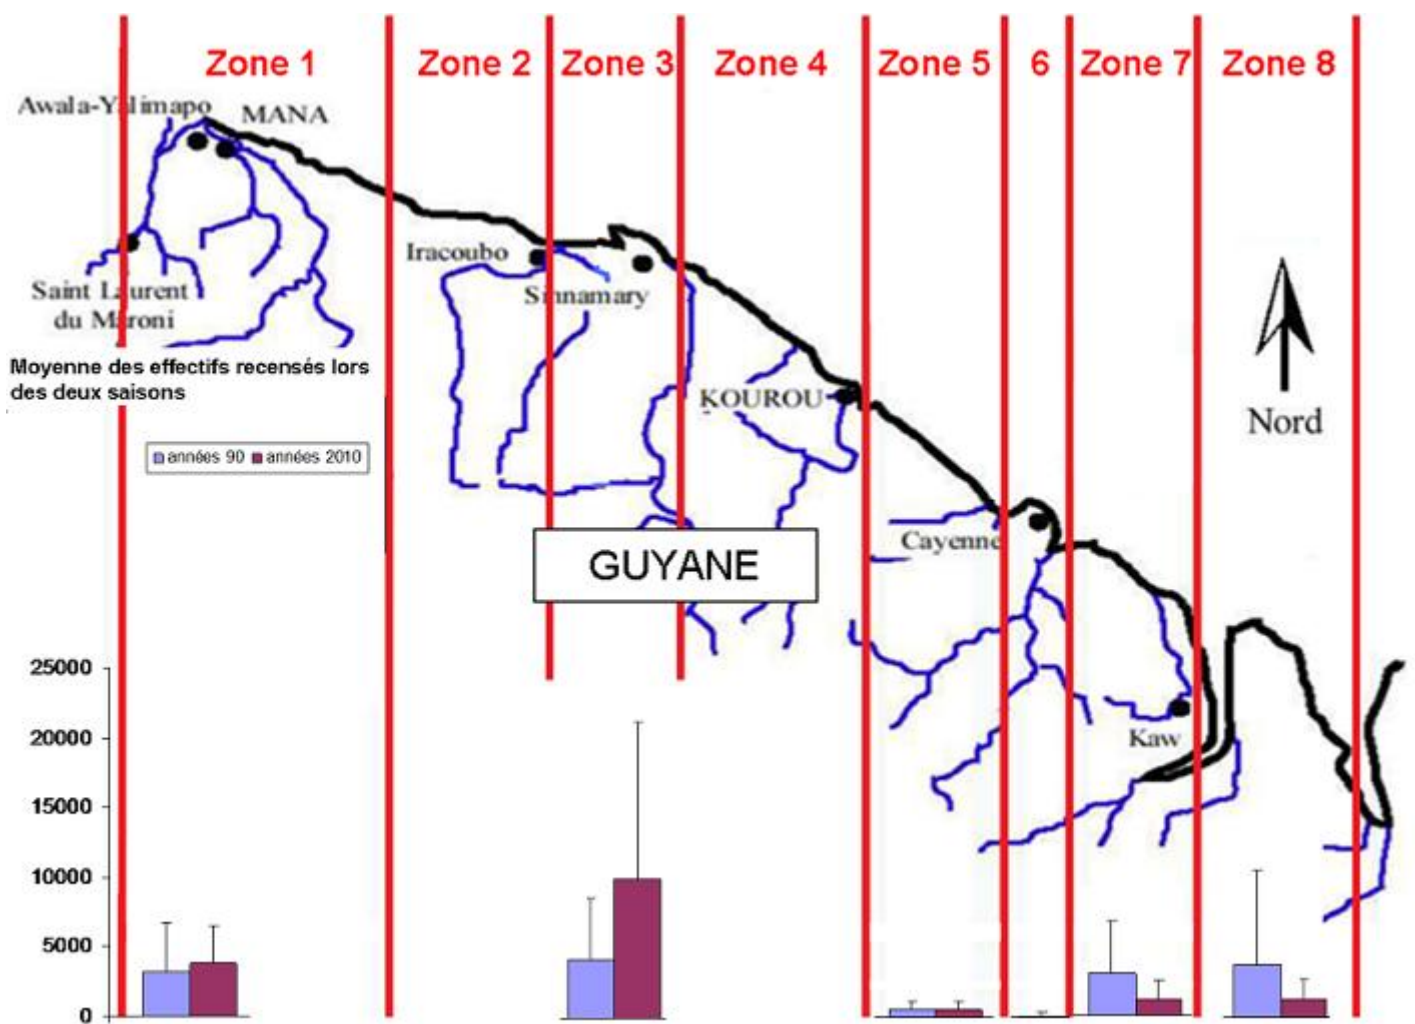 Zone 1
Zone 2
Zone 3
Zone 4
Zone 5
6
Zone 7
Zone 8
Awala-Yalimapo
MANA
Iracoubo
Saint Laurent
du Maroni
Sinnamary
Moyenne des effectifs recensés lors
des deux saisons
KOUROU
Nord
années 90
années 2010
Cayenne
GUYANE
Kaw
25000
20000
15000
10000
5000
0